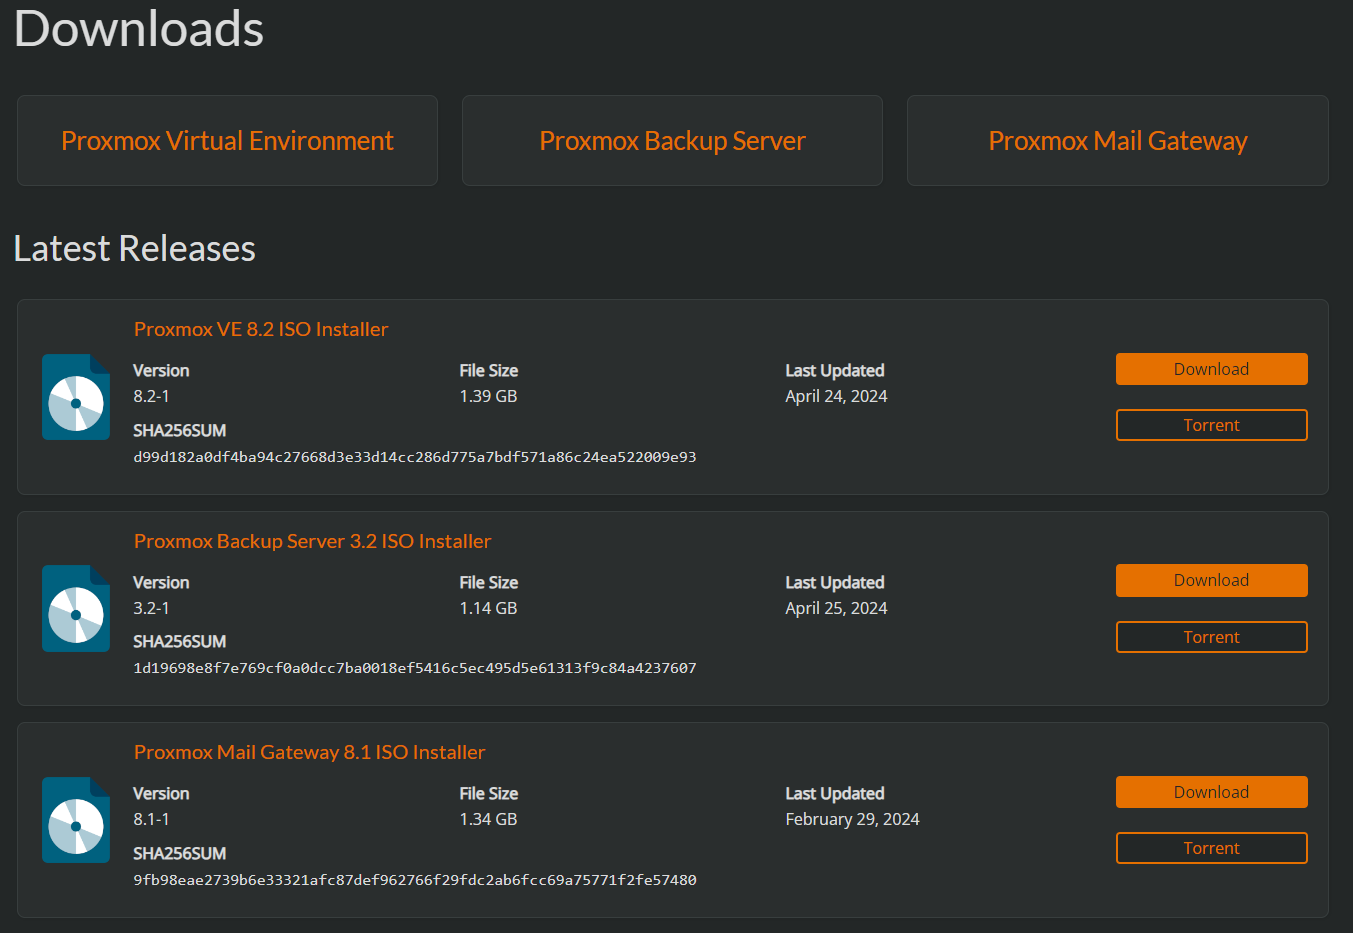 Downloads
Proxmox Virtual Environment
Proxmox Backup Server
Proxmox Mail Gateway
Latest Releases
Proxmox VE 8.2 ISO Installer
Version File Size Last Updated
8.2-1 1.39 GB April 24, 2024
SHA256SUM
d99d182a0df4ba94c27668d3e33d14cc286d775a7bdf571a86c24ea522009e93
Download
Torrent
Proxmox Backup Server 3.2 ISO Installer
Version File Size Last Updated
3.2-1 1.14 GB April 25, 2024
SHA256SUM
1d19698e8f7e769cf0a0dcc7ba0018ef5416c5ec495d5e61313f9c84a4237607
Download
Torrent
Proxmox Mail Gateway 8.1 ISO Installer
Version File Size Last Updated
8.1-1 1.34 GB February 29, 2024
SHA256SUM
9fb98eae2739b6e33321afc87def962766f29fdc2ab6fcc69a75771f2fe57480
Download
Torrent